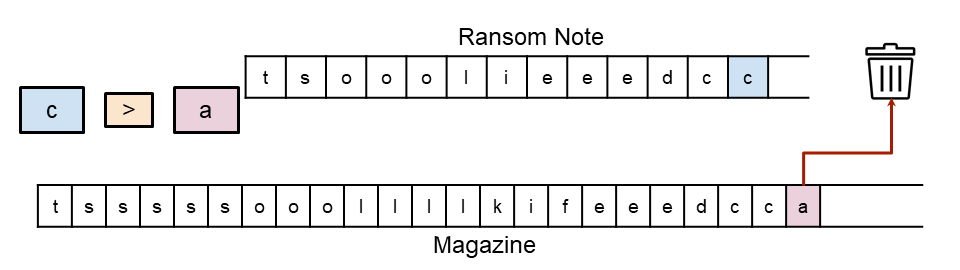 Ransom Note
t s o o o l i e e e d c c
c > a
t s s s s s o o o l l l l k i f e e e d c c a
Magazine